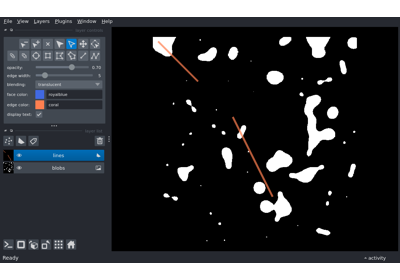 File View Layers Plugins Window Help
opacity: 0.70
edge width: 5
blending: translucent
face color: royalblue
edge color: coral
display text:
lines
blobs
Ready activity